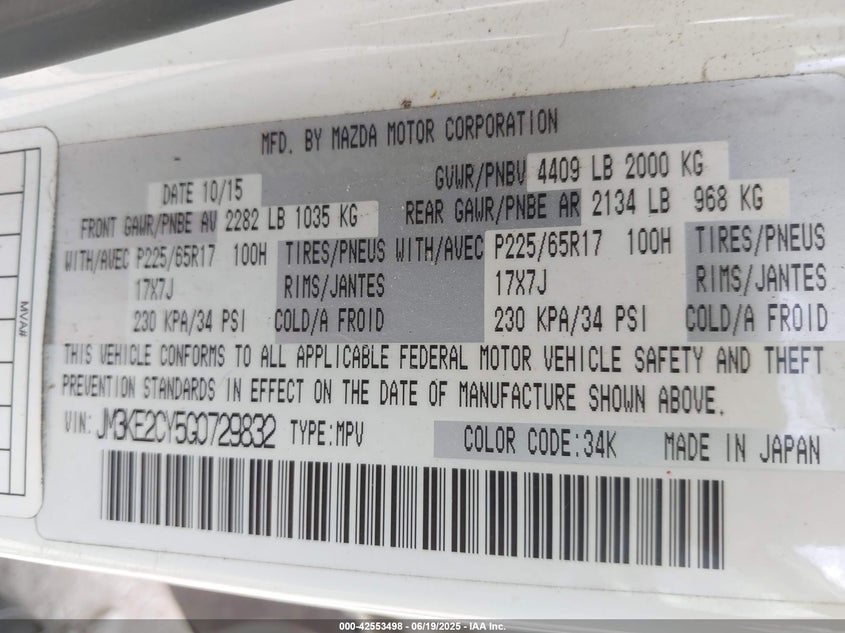 MFD. BY MAZDA MOTOR CORPORATION
DATE 10/15 GVWR/PNBV 4409 LB 2000 KG
FRONT GAWR/PNBE AV 2282 LB 1035 KG REAR GAWR/PNBE AR 2134 LB 968 KG
WITH/AVEC P225/65R17 100H TIRES/PNEUS WITH/AVEC P225/65R17 100H TIRES/PNEUS
17X7J RIMS/JANTES 17X7J RIMS/JANTES
230 KPA/34 PSI COLD/A FROID 230 KPA/34 PSI COLD/A FROID
THIS VEHICLE CONFORMS TO ALL APPLICABLE FEDERAL MOTOR VEHICLE SAFETY AND THEFT
PREVENTION STANDARDS IN EFFECT ON THE DATE OF MANUFACTURE SHOWN ABOVE.
VIN: JM3KE2CY5G0729832 TYPE:MPV COLOR CODE:34K MADE IN JAPAN
MVA#
000-42553498 - 06/19/2025 - IAA Inc.